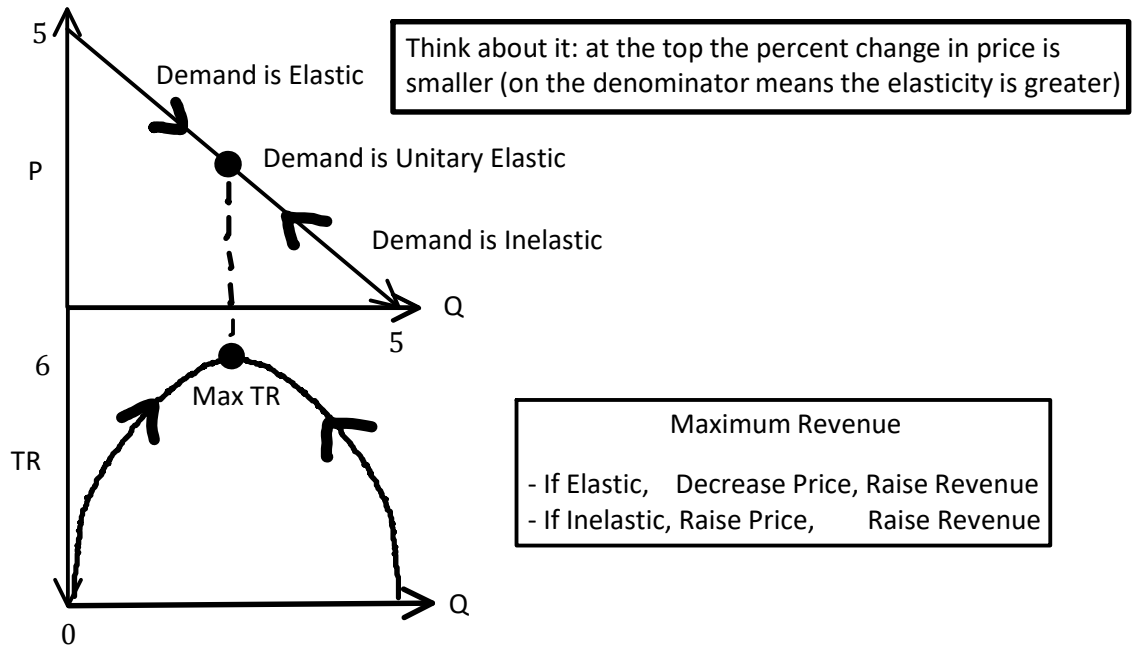 5
Think about it: at the top the percent change in price is
smaller (on the denominator means the elasticity is greater)
Demand is Elastic
P
Demand is Unitary Elastic
Demand is Inelastic
Q
5
6
Max TR
TR
Maximum Revenue
- If Elastic, Decrease Price, Raise Revenue
- If Inelastic, Raise Price, Raise Revenue
Q
0